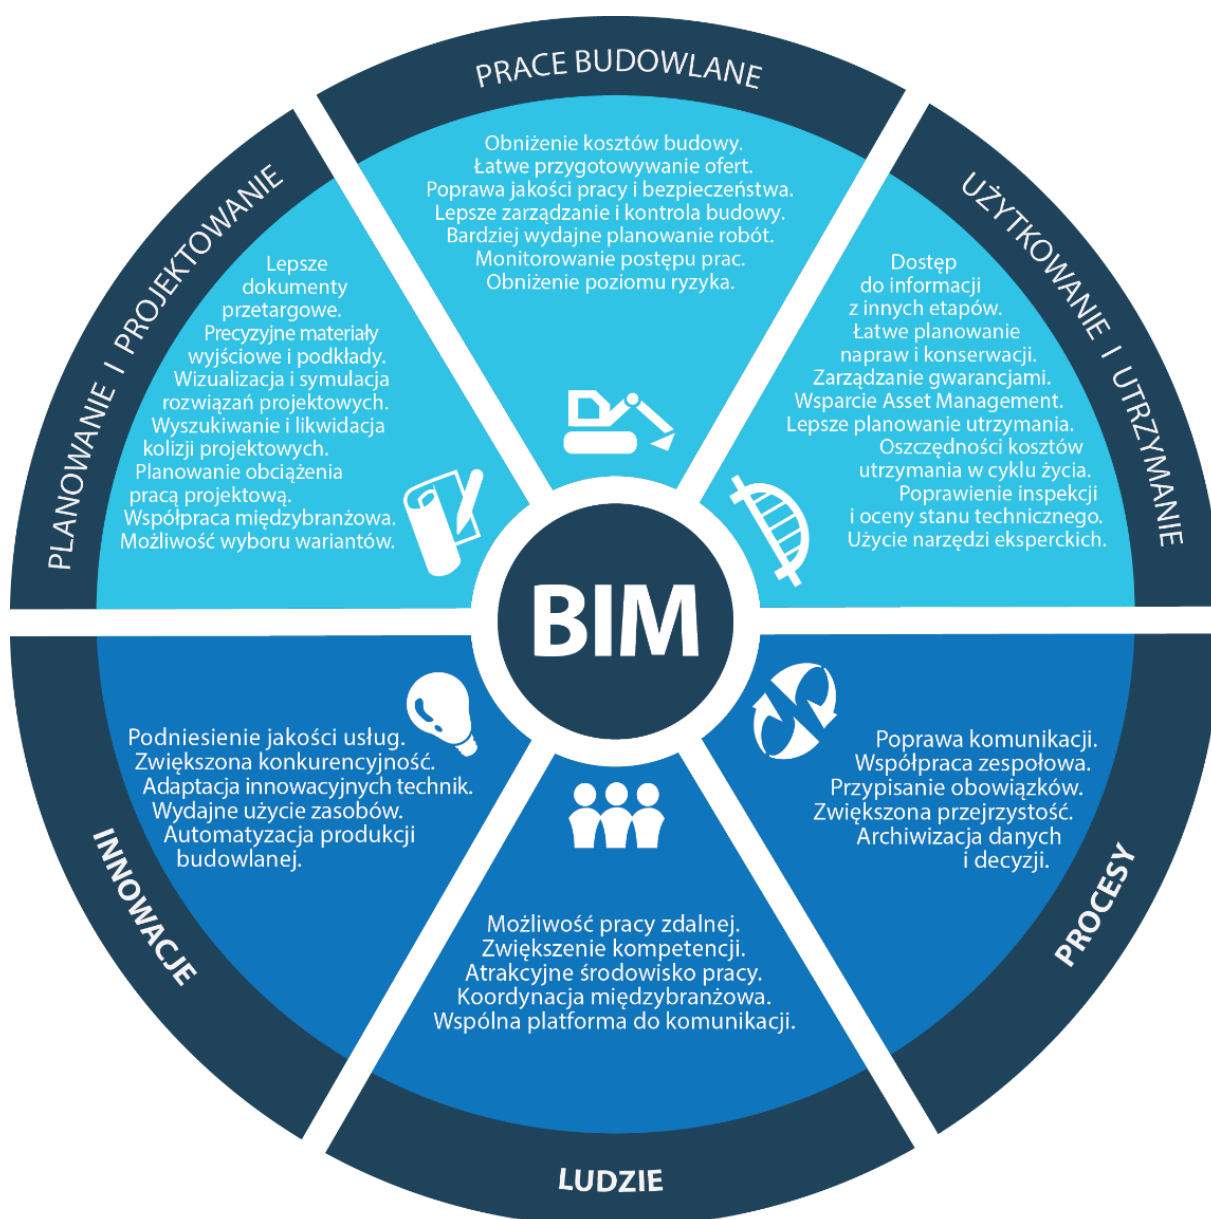 PRACE BUDOWLANE
Obniżenie kosztów budowy.
Łatwe przygotowywanie ofert.
Poprawa jakości pracy i bezpieczeństwa.
Lepsze zarządzanie i kontrola budowy.
Bardziej wydajne planowanie robót.
Monitorowanie postępu prac.
Obniżenie poziomu ryzyka.
PLANOWANIE I PROJEKTOWANIE
Lepsze
dokumenty
przetargowe.
Precyzyjne materiały
wyjściowe i podkłady.
Wizualizacja i symulacja
rozwiązań projektowych.
Wyszukiwanie i likwidacja
kolizji projektowych.
Planowanie obciążenia
pracą projektową.
Współpraca międzybranżowa.
Możliwość wyboru wariantów.
UŻYTKOWANIE I UTRZYMANIE
Dostęp
do informacji
z innych etapów.
Łatwe planowanie
napraw i konserwacji.
Zarządzanie gwarancjami.
Wsparcie Asset Management.
Lepsze planowanie utrzymania.
Oszczędności kosztów
utrzymania w cyklu życia.
Poprawienie inspekcji
i oceny stanu technicznego.
Użycie narzędzi eksperckich.
BIM
INNOWACJE
Podniesienie jakości usług.
Zwiększona konkurencyjność.
Adaptacja innowacyjnych technik.
Wydajne użycie zasobów.
Automatyzacja produkcji
budowlanej.
PROCESY
Poprawa komunikacji.
Współpraca zespołowa.
Przypisanie obowiązków.
Zwiększona przejrzystość.
Archiwizacja danych
i decyzji.
Możliwość pracy zdalnej.
Zwiększenie kompetencji.
Atrakcyjne środowisko pracy.
Koordynacja międzybranżowa.
Wspólna platforma do komunikacji.
LUDZIE